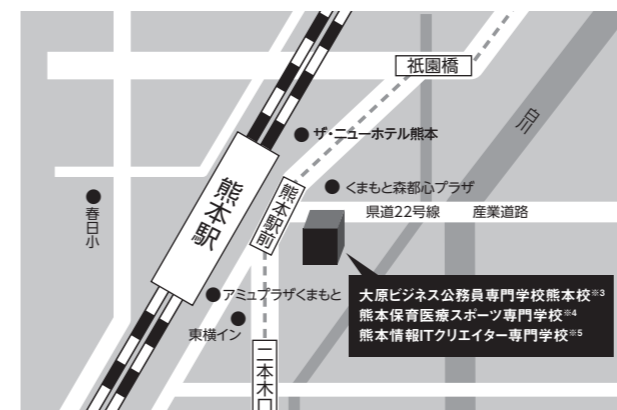 祇園橋
白川
ザ・ニューホテル熊本
くまもと森都心プラザ
熊本駅
熊本駅前
春日小
県道22号線 産業道路
アミュプラザくまもと
大原ビジネス公務員専門学校熊本校※3
熊本保育医療スポーツ専門学校※4
熊本情報ITクリエイター専門学校※5
東横イン
二本木口